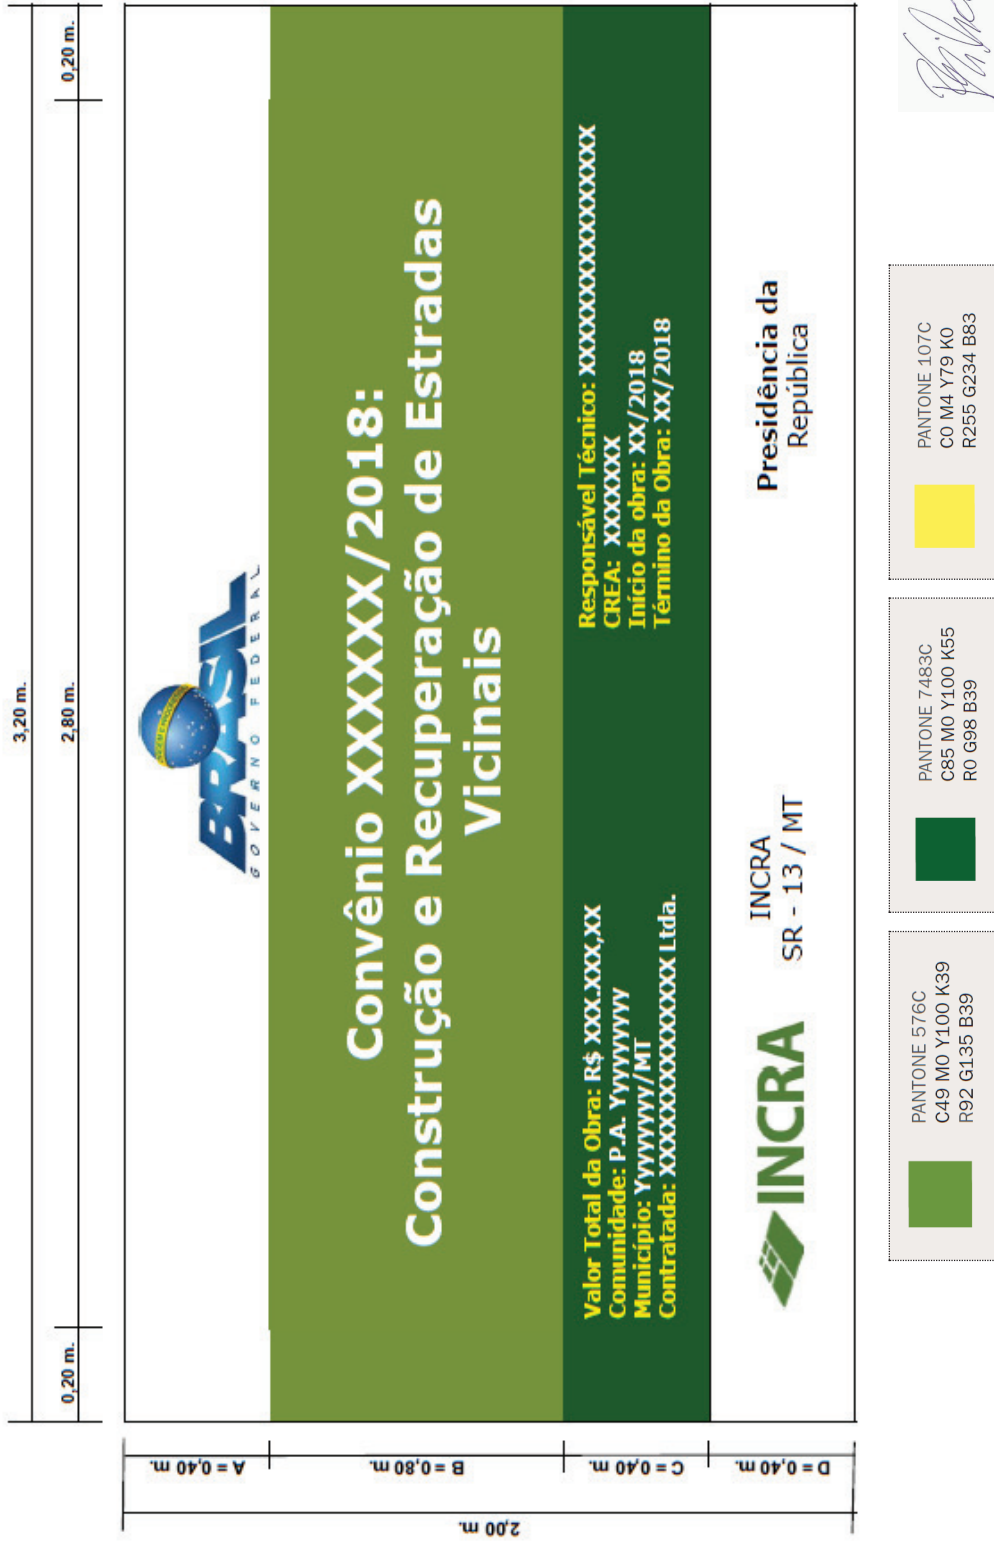 3,20 m.
0,20 m.
2,80 m.
0,20 m.
2,00 m.
A = 0,40 m.
B = 0,80 m.
C = 0,40 m.
D = 0,40 m.
BRASIL
GOVERNO FEDERAL
Convênio XXXXXX/2018:
Construção e Recuperação de Estradas
Vicinais
Valor Total da Obra: R$ XXX.XXX,XX
Comunidade: P.A. Yyyyyyyy
Município: Yyyyyyyy/MT
Contratada: XXXXXXXXXXXXXXXX Ltda.
Responsável Técnico: XXXXXXXXXXXXXXXXXXX
CREA: XXXXXXX
Início da obra: XX/2018
Término da Obra: XX/2018
INCRA
INCRA
SR - 13 / MT
Presidência da
República
PANTONE 576C
C49 M0 Y100 K39
R92 G135 B39
PANTONE 7483C
C85 M0 Y100 K55
R0 G98 B39
PANTONE 107C
C0 M4 Y79 K0
R255 G234 B83